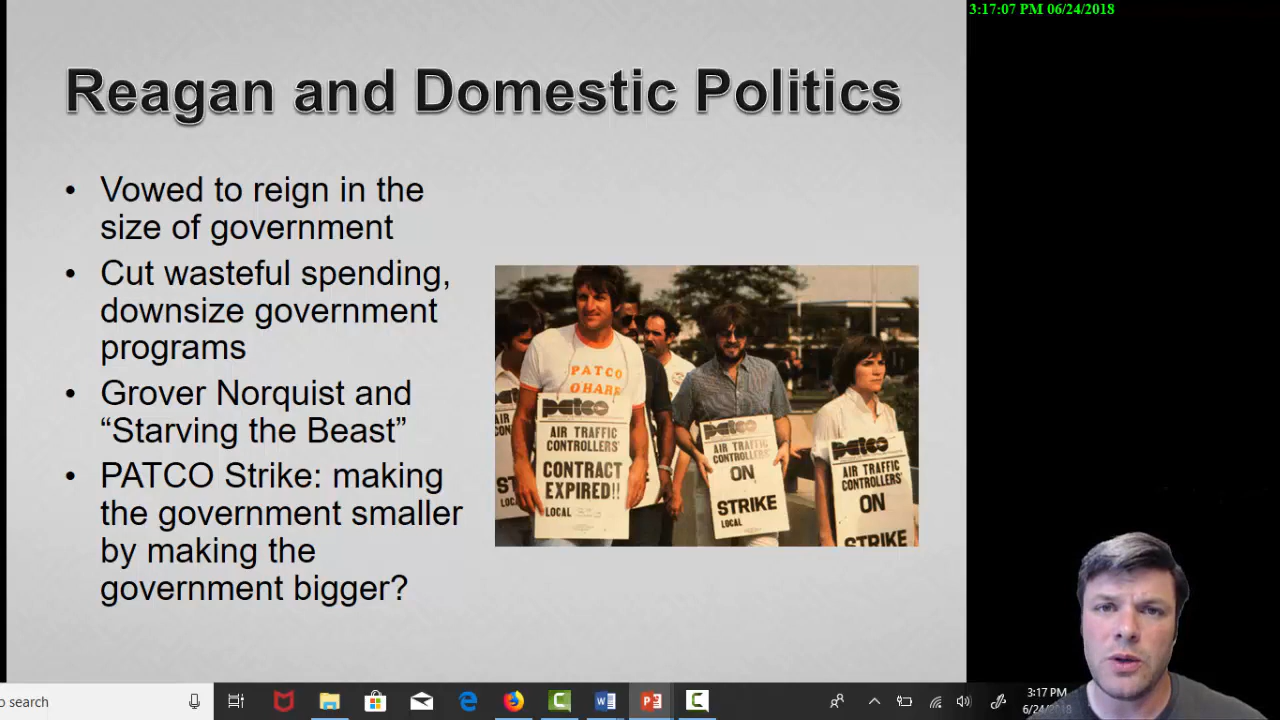 3:17:07 PM 06/24/2018
Reagan and Domestic Politics
• Vowed to reign in the
size of government
• Cut wasteful spending,
downsize government
programs
• Grover Norquist and
“Starving the Beast”
• PATCO Strike: making
the government smaller
by making the
government bigger?
PATCO
OHARE
patco
AIR TRAFFIC
CONTROLLERS'
CONTRACT
EXPIRED!!
LOCAL
patco
AIR TRAFFIC
CONTROLLERS'
ON
STRIKE
LOCAL
patco
AIR TRAFFIC
CONTROLLERS'
ON
STRIKE
o search
3:17 PM
6/24/2018